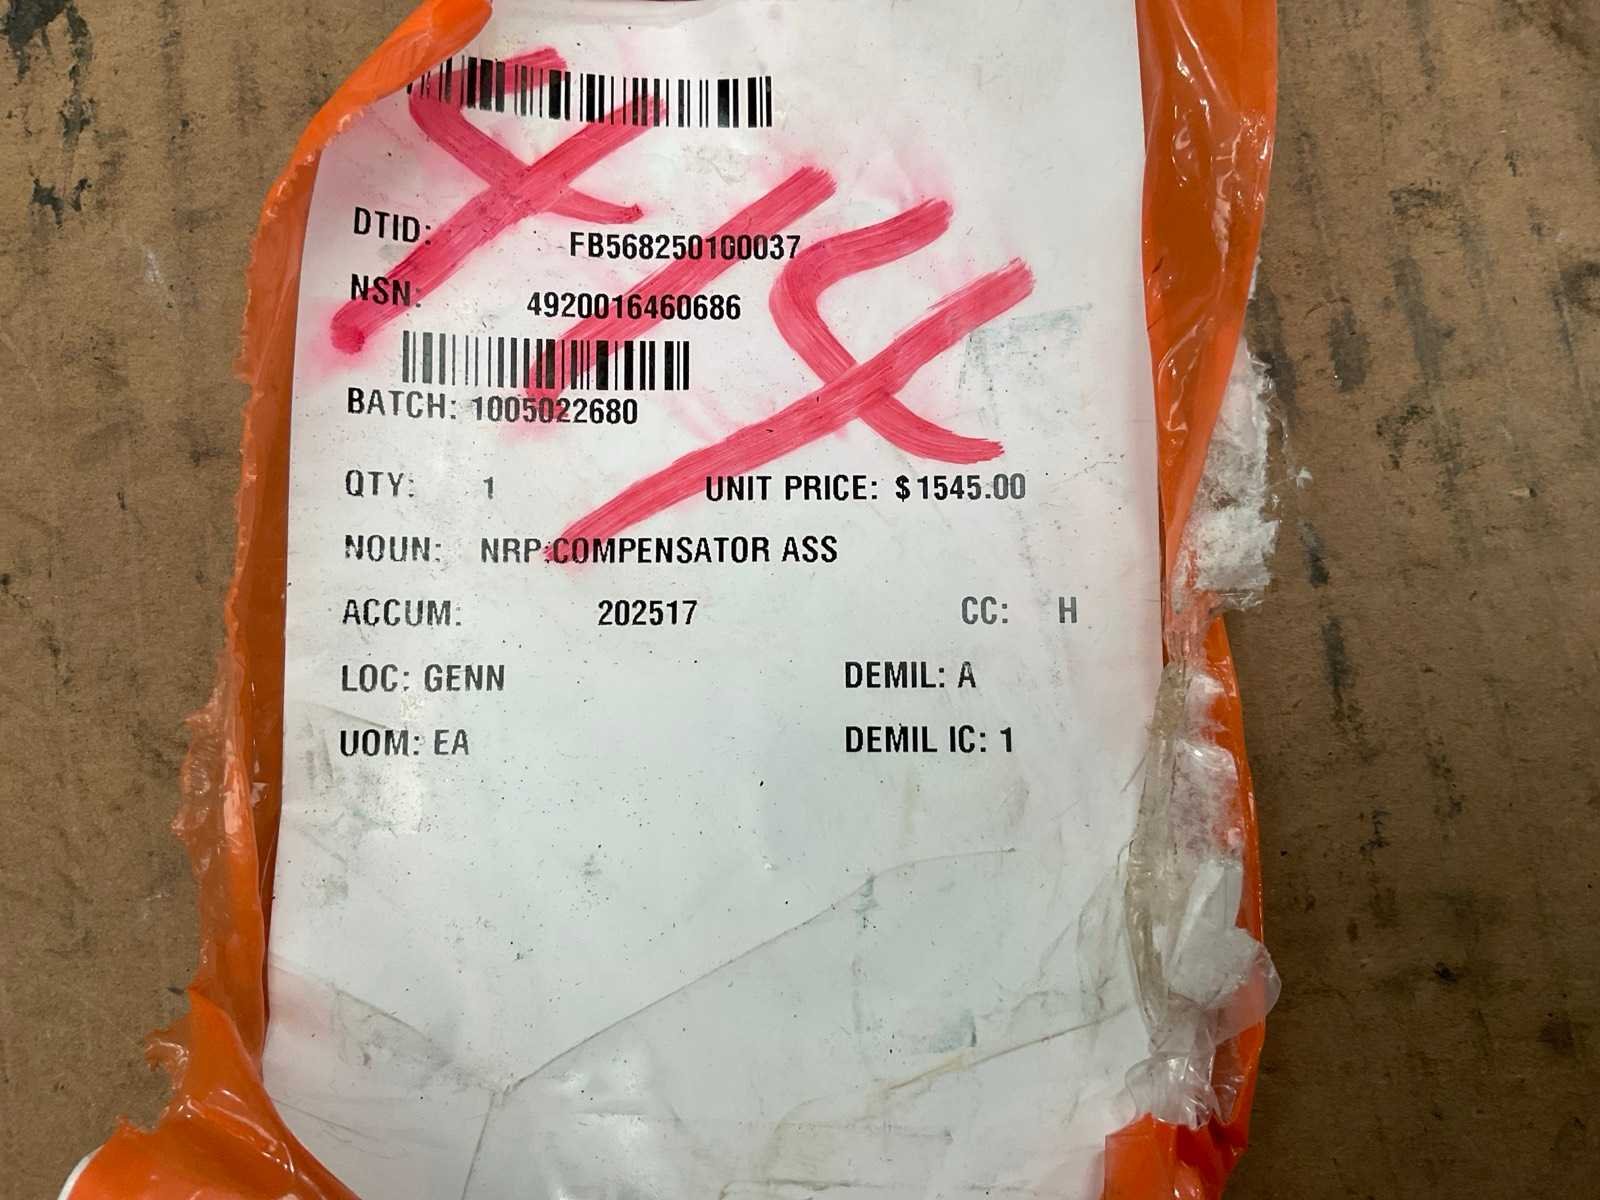 DTID: FB568250100037
NSN: 4920016460686
BATCH: 1005022680
QTY: 1 UNIT PRICE: $1545.00
NOUN: NRP:COMPENSATOR ASS
ACCUM: 202517 CC: H
LOC: GENN DEMIL: A
UOM: EA DEMIL IC: 1